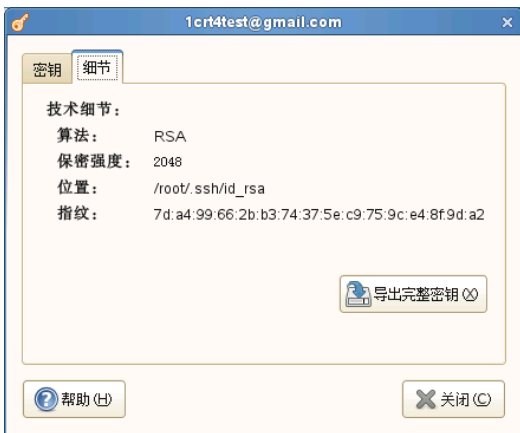 1crt4test@gmail.com
密钥 细节
技术细节:
算法: RSA
保密强度: 2048
位置: /root/.ssh/id_rsa
指纹: 7d:a4:99:66:2b:b3:74:37:5e:c9:75:9c:e4:8f:9d:a2
导出完整密钥(X)
帮助(H) 关闭(C)